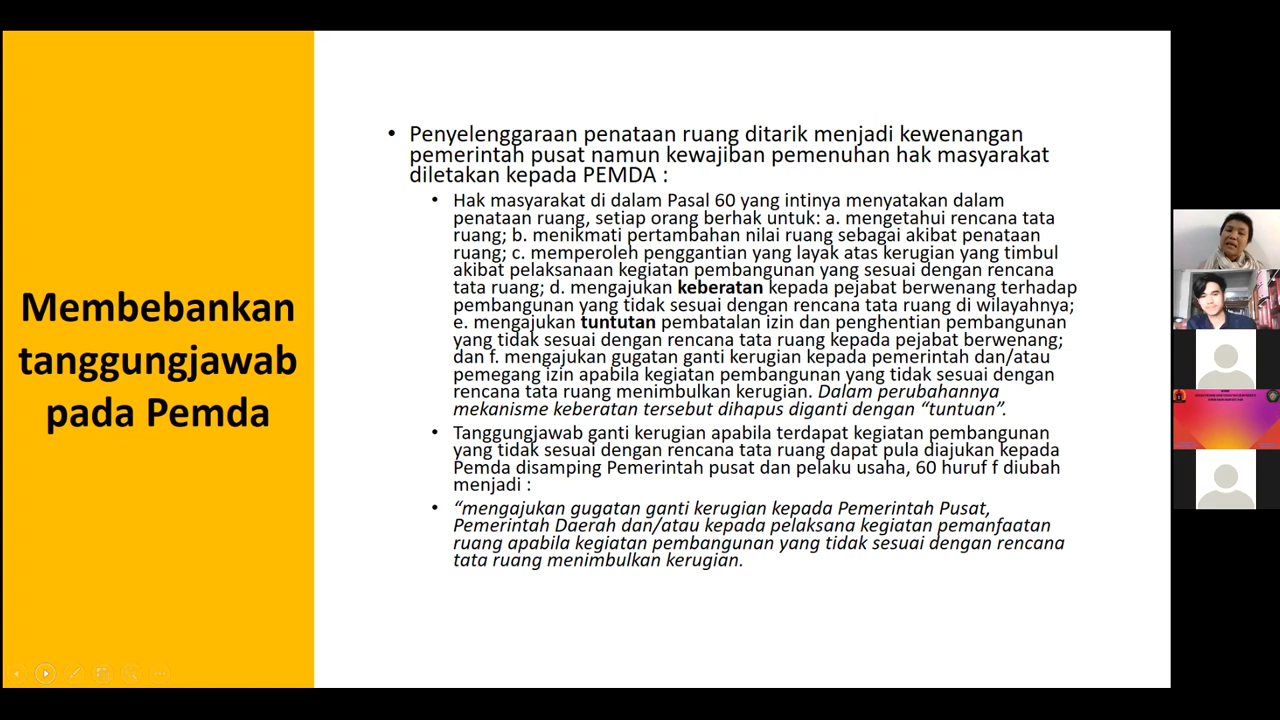 Membebankan
tanggungjawab
pada Pemda
• Penyelenggaraan penataan ruang ditarik menjadi kewenangan
pemerintah pusat namun kewajiban pemenuhan hak masyarakat
diletakan kepada PEMDA :
• Hak masyarakat di dalam Pasal 60 yang intinya menyatakan dalam
penataan ruang, setiap orang berhak untuk: a. mengetahui rencana tata
ruang; b. menikmati pertambahan nilai ruang sebagai akibat penataan
ruang; c. memperoleh penggantian yang layak atas kerugian yang timbul
akibat pelaksanaan kegiatan pembangunan yang sesuai dengan rencana
tata ruang; d. mengajukan keberatan kepada pejabat berwenang terhadap
pembangunan yang tidak sesuai dengan rencana tata ruang di wilayahnya;
e. mengajukan tuntutan pembatalan izin dan penghentian pembangunan
yang tidak sesuai dengan rencana tata ruang kepada pejabat berwenang;
dan f. mengajukan gugatan ganti kerugian kepada pemerintah dan/atau
pemegang izin apabila kegiatan pembangunan yang tidak sesuai dengan
rencana tata ruang menimbulkan kerugian. Dalam perubahannya
mekanisme keberatan tersebut dihapus diganti dengan “tuntuan”.
• Tanggungjawab ganti kerugian apabila terdapat kegiatan pembangunan
yang tidak sesuai dengan rencana tata ruang dapat pula diajukan kepada
Pemda disamping Pemerintah pusat dan pelaku usaha, 60 huruf f diubah
menjadi :
• “mengajukan gugatan ganti kerugian kepada Pemerintah Pusat,
Pemerintah Daerah dan/atau kepada pelaksana kegiatan pemanfaatan
ruang apabila kegiatan pembangunan yang tidak sesuai dengan rencana
tata ruang menimbulkan kerugian.